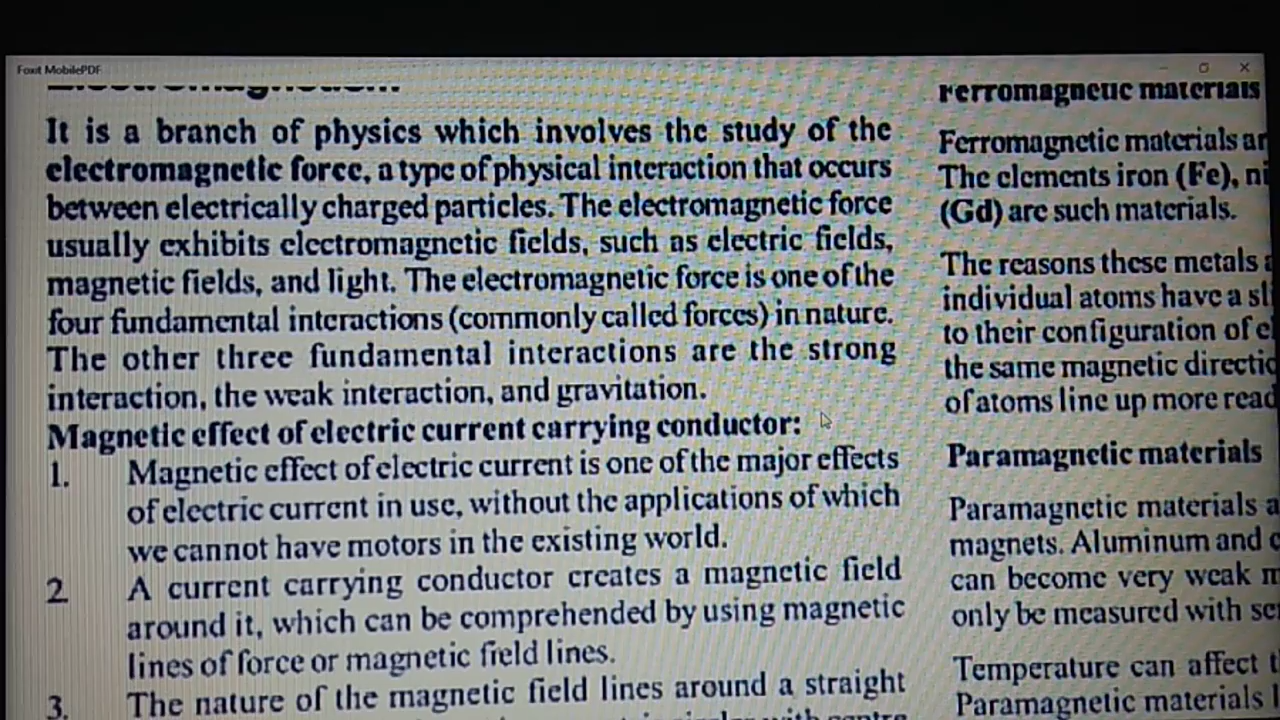 Foxit MobilePDF
Electromagnetism:
It is a branch of physics which involves the study of the
electromagnetic force, a type of physical interaction that occurs
between electrically charged particles. The electromagnetic force
usually exhibits electromagnetic fields, such as electric fields,
magnetic fields, and light. The electromagnetic force is one of the
four fundamental interactions (commonly called forces) in nature.
The other three fundamental interactions are the strong
interaction, the weak interaction, and gravitation.
Magnetic effect of electric current carrying conductor:
1. Magnetic effect of electric current is one of the major effects
of electric current in use, without the applications of which
we cannot have motors in the existing world.
2 A current carrying conductor creates a magnetic field
around it, which can be comprehended by using magnetic
lines of force or magnetic field lines.
3. The nature of the magnetic field lines around a straight
with centre
Ferromagnetic materials
Ferromagnetic materials ar
The elements iron (Fe), ni
(Gd) are such materials.
The reasons these metals a
individual atoms have a sl
to their configuration of el
the same magnetic directio
of atoms line up more read
Paramagnetic materials
Paramagnetic materials a
magnets. Aluminum and c
can become very weak m
only be measured with se
Temperature can affect t
Paramagnetic materials l